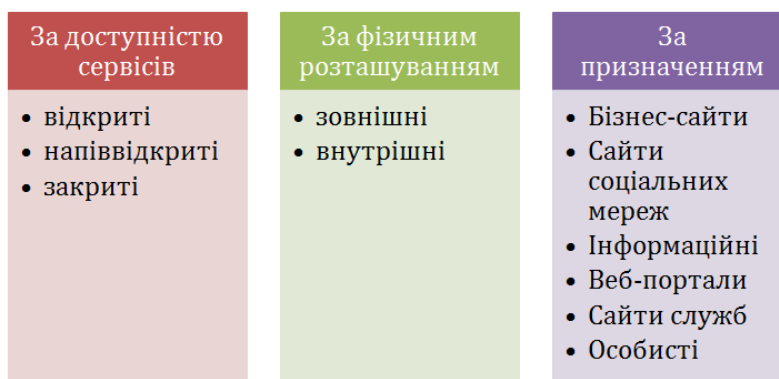 За доступністю
сервісів
• відкриті
• напіввідкриті
• закриті
За фізичним
розташуванням
• зовнішні
• внутрішні
За
призначенням
• Бізнес-сайти
• Сайти
соціальних
мереж
• Інформаційні
• Веб-портали
• Сайти служб
• Особисті